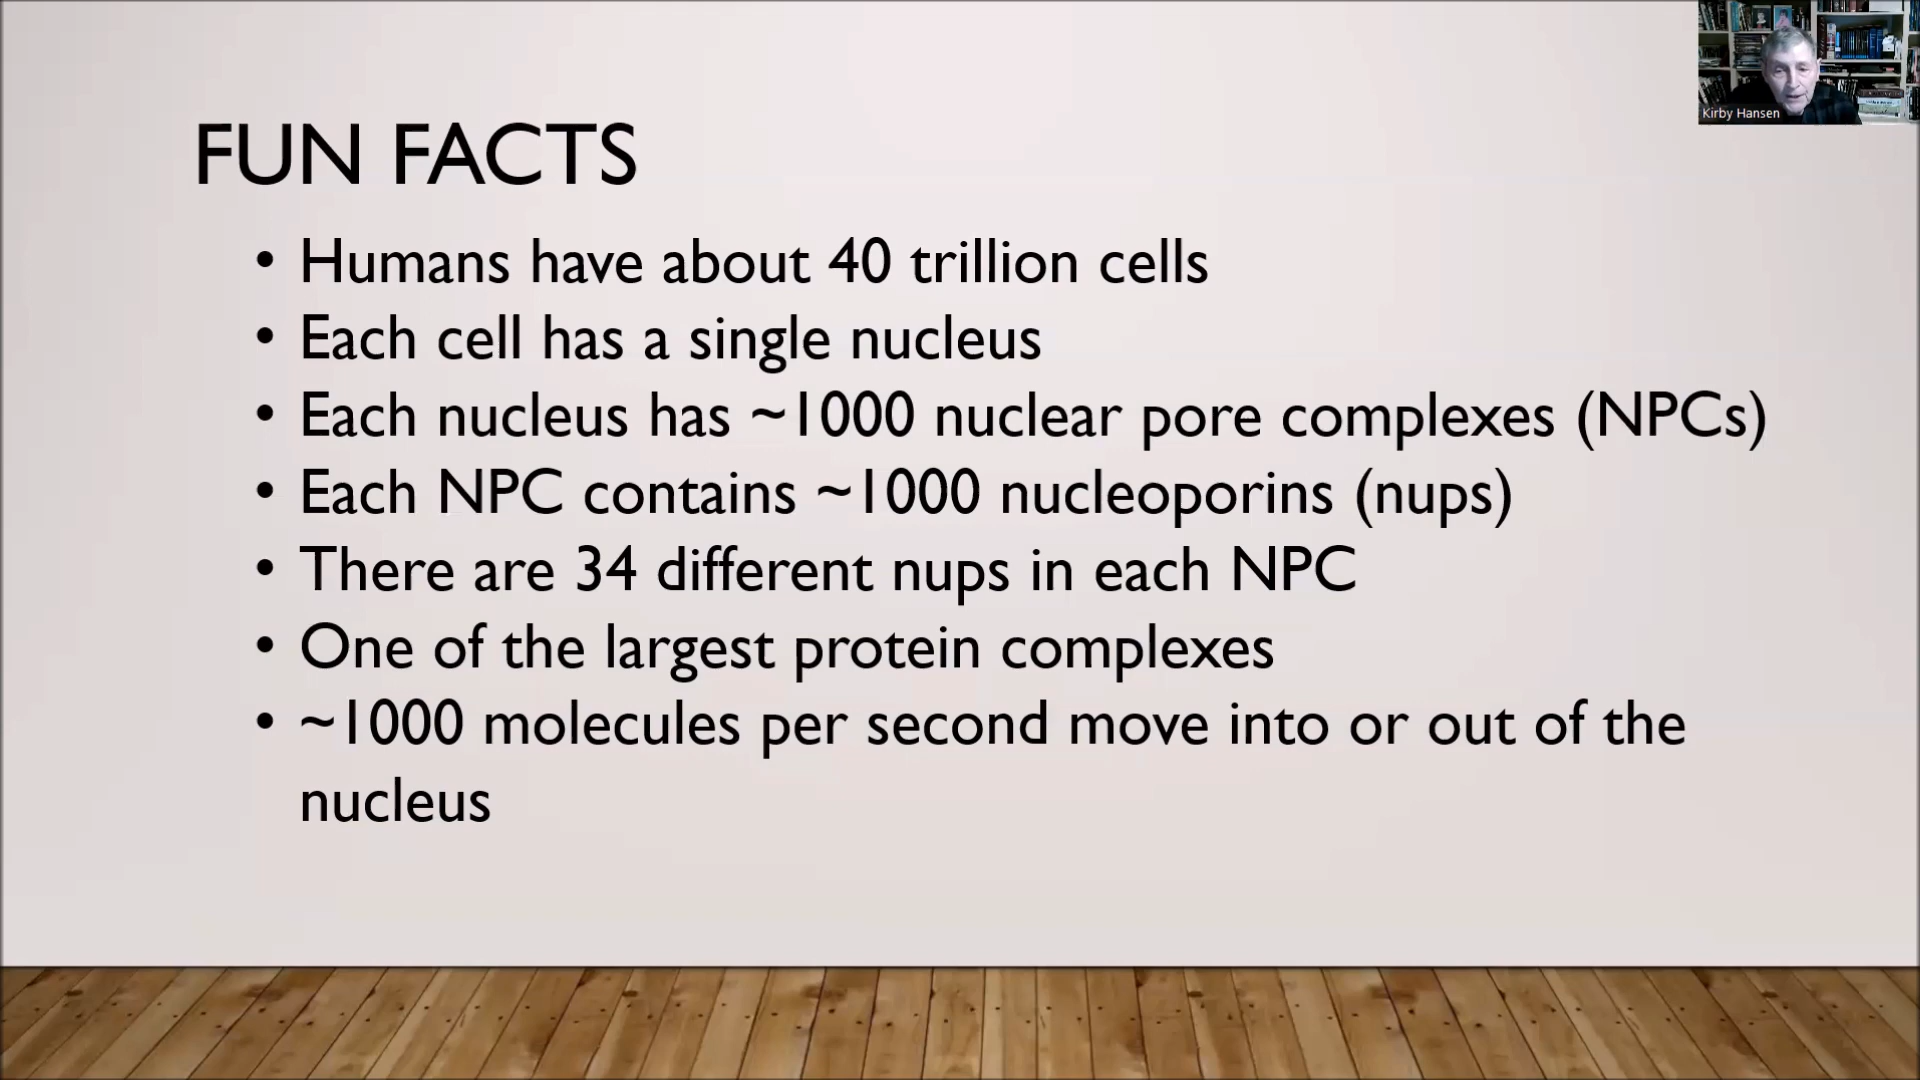 Kirby Hansen
FUN FACTS
• Humans have about 40 trillion cells
• Each cell has a single nucleus
• Each nucleus has ~1000 nuclear pore complexes (NPCs)
• Each NPC contains ~1000 nucleoporins (nups)
• There are 34 different nups in each NPC
• One of the largest protein complexes
• ~1000 molecules per second move into or out of the
nucleus